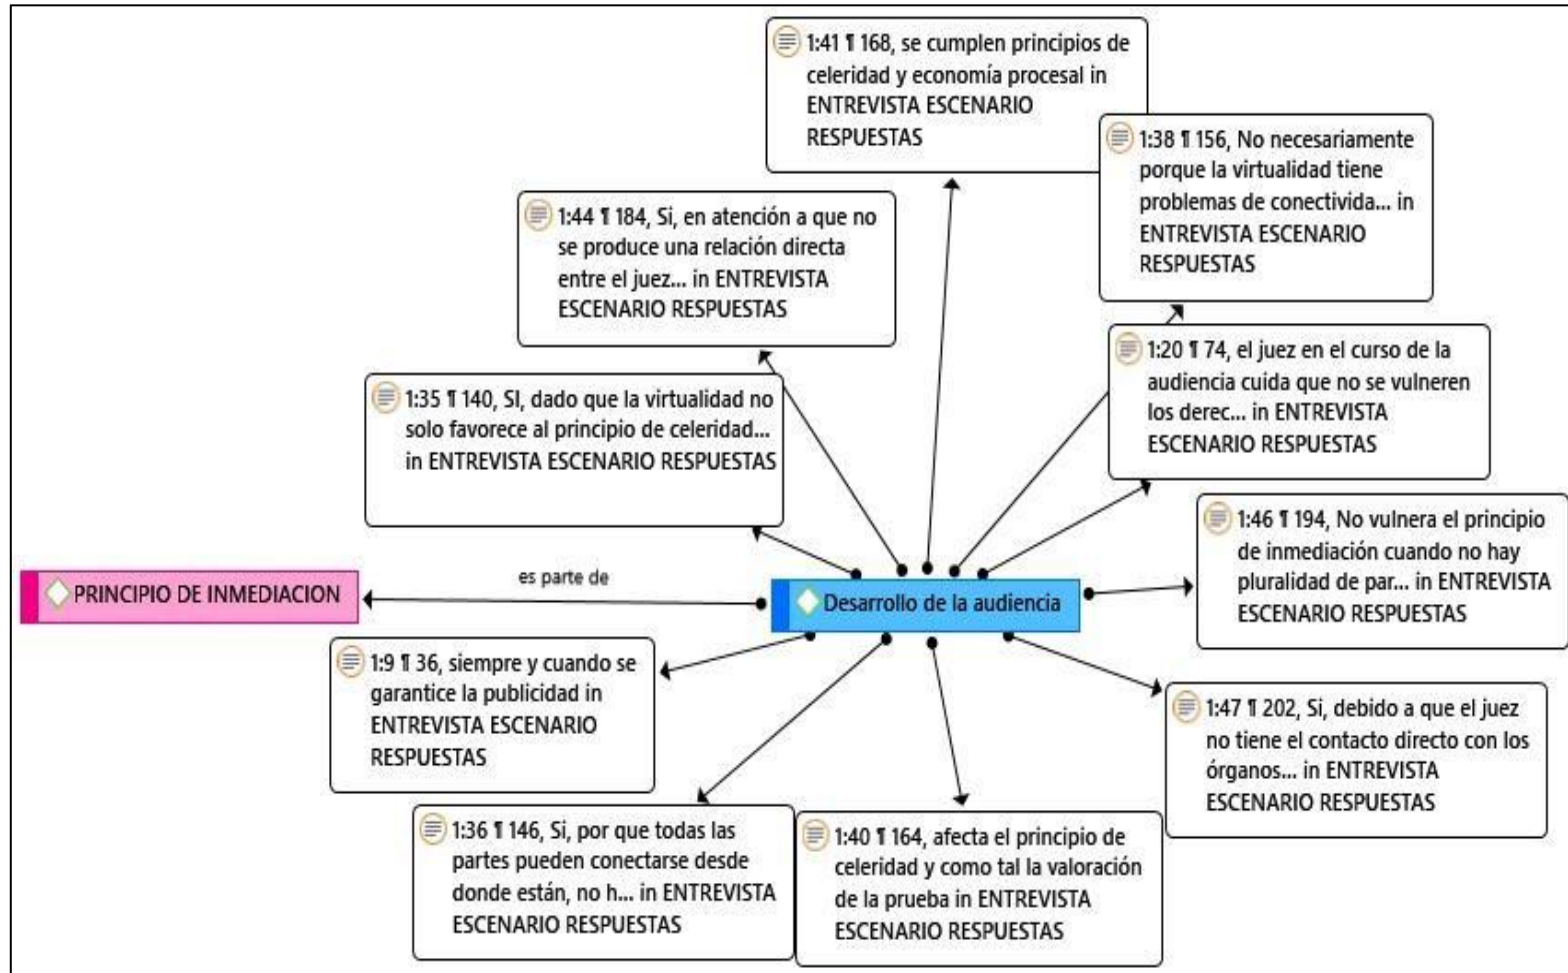 1:41 ¶ 168, se cumplen principios de
celeridad y economía procesal in
ENTREVISTA ESCENARIO
RESPUESTAS
1:38 ¶ 156, No necesariamente
porque la virtualidad tiene
problemas de conectivida... in
ENTREVISTA ESCENARIO
RESPUESTAS
1:44 ¶ 184, Si, en atención a que no
se produce una relación directa
entre el juez... in ENTREVISTA
ESCENARIO RESPUESTAS
1:20 ¶ 74, el juez en el curso de la
audiencia cuida que no se vulneren
los derec... in ENTREVISTA
ESCENARIO RESPUESTAS
1:35 ¶ 140, SI, dado que la virtualidad no
solo favorece al principio de celeridad...
in ENTREVISTA ESCENARIO RESPUESTAS
1:46 ¶ 194, No vulnera el principio
de inmediación cuando no hay
pluralidad de par... in ENTREVISTA
ESCENARIO RESPUESTAS
PRINCIPIO DE INMEDIACION
es parte de
Desarrollo de la audiencia
1:9 ¶ 36, siempre y cuando se
garantice la publicidad in
ENTREVISTA ESCENARIO
RESPUESTAS
1:47 ¶ 202, Si, debido a que el juez
no tiene el contacto directo con los
órganos... in ENTREVISTA
ESCENARIO RESPUESTAS
1:36 ¶ 146, Si, por que todas las
partes pueden conectarse desde
donde están, no h... in ENTREVISTA
ESCENARIO RESPUESTAS
1:40 ¶ 164, afecta el principio de
celeridad y como tal la valoración
de la prueba in ENTREVISTA
ESCENARIO RESPUESTAS